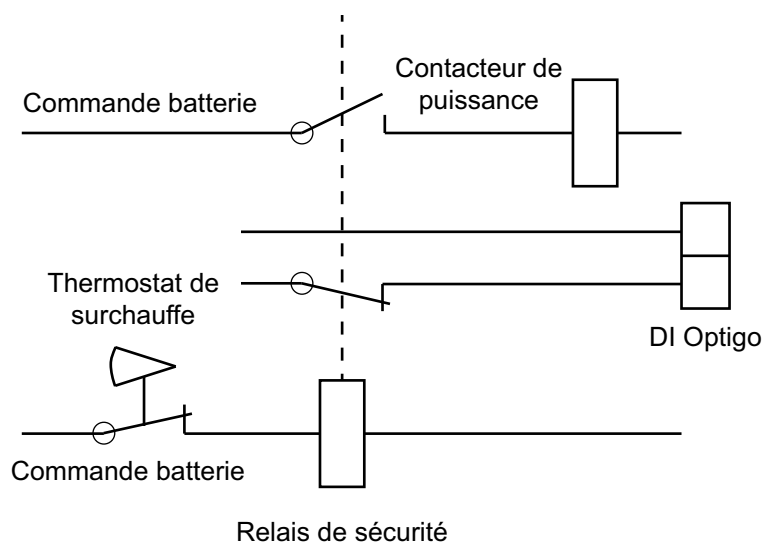 Contacteur de
puissance
Commande batterie
Thermostat de
surchauffe
DI Optigo
Commande batterie
Relais de sécurité